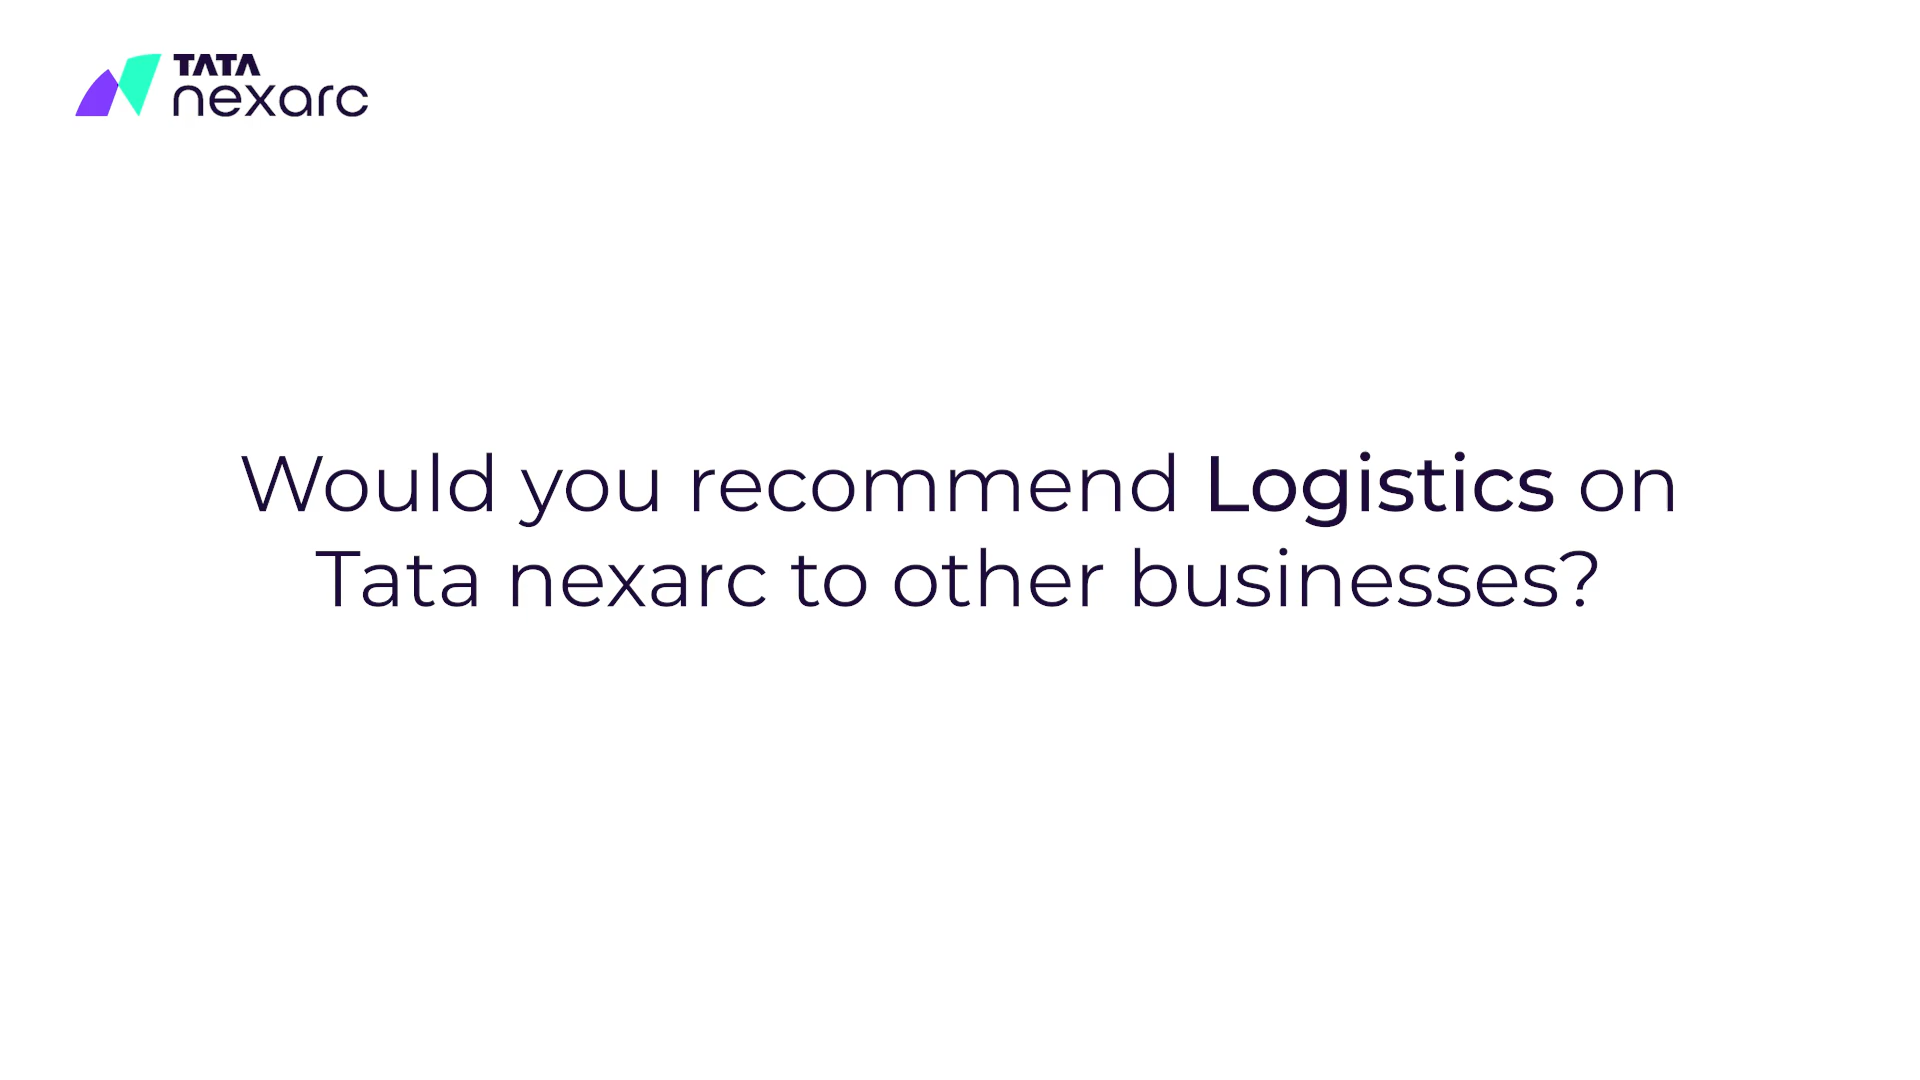 TATA
nexarc
Would you recommend Logistics on
Tata nexarc to other businesses?